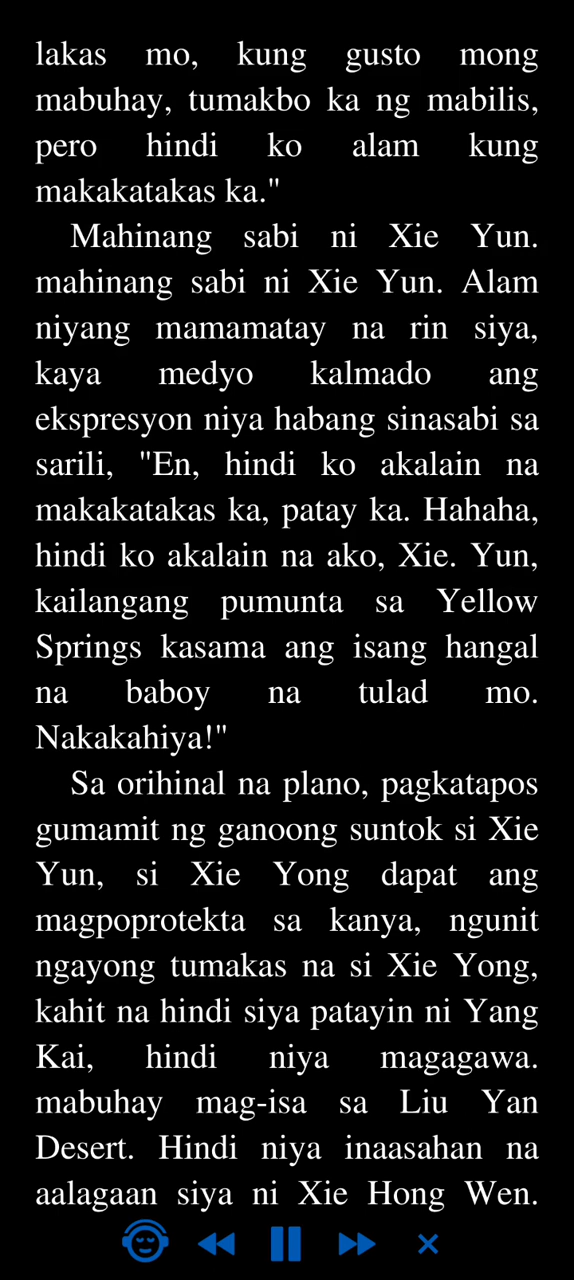 lakas mo, kung gusto mong
mabuhay, tumakbo ka ng mabilis,
pero hindi ko alam kung
makakatakas ka."
Mahinang sabi ni Xie Yun.
mahinang sabi ni Xie Yun. Alam
niyang mamamatay na rin siya,
kaya medyo kalmado ang
ekspresyon niya habang sinasabi sa
sarili, "En, hindi ko akalain na
makakatakas ka, patay ka. Hahaha,
hindi ko akalain na ako, Xie. Yun,
kailangang pumunta sa Yellow
Springs kasama ang isang hangal
na baboy na tulad mo.
Nakakahiya!"
Sa orihinal na plano, pagkatapos
gumamit ng ganoong suntok si Xie
Yun, si Xie Yong dapat ang
magpoprotekta sa kanya, ngunit
ngayong tumakas na si Xie Yong,
kahit na hindi siya patayin ni Yang
Kai, hindi niya magagawa.
mabuhay mag-isa sa Liu Yan
Desert. Hindi niya inaasahan na
aalagaan siya ni Xie Hong Wen.